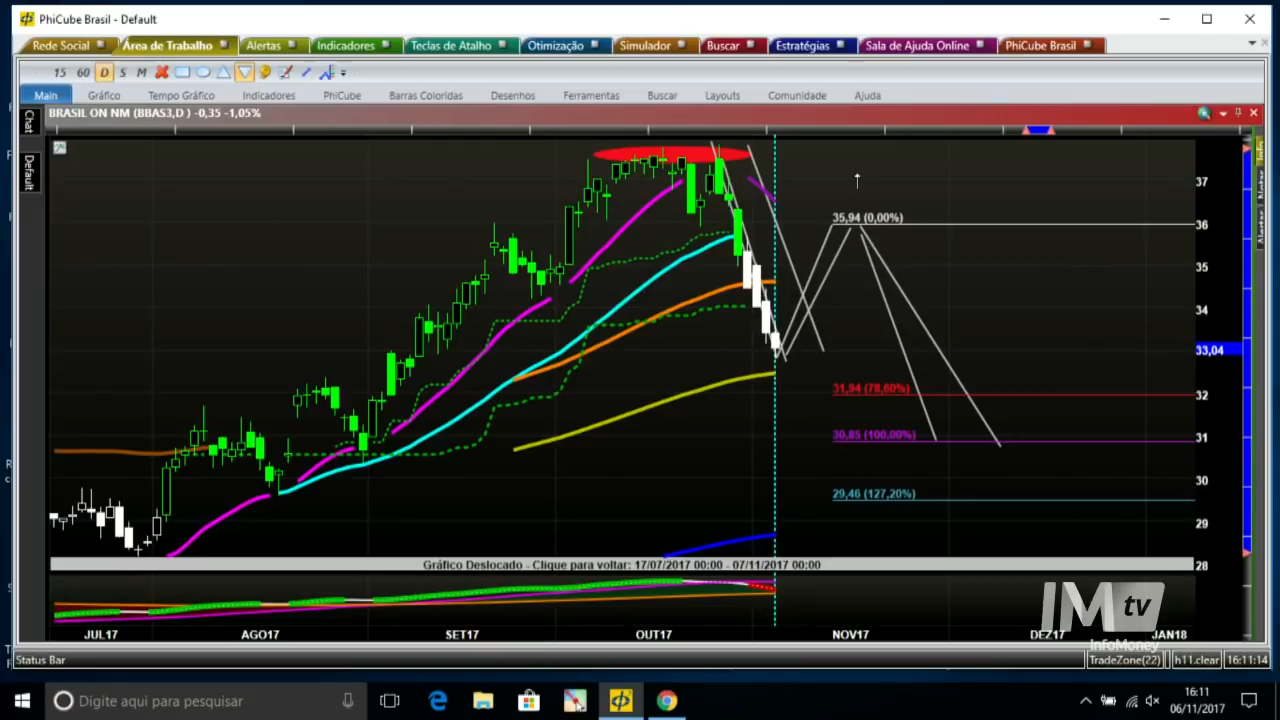 PhiCube Brasil - Default
Rede Social Área de Trabalho Alertas Indicadores Teclas de Atalho Otimização Simulador Buscar Estratégias Sala de Ajuda Online PhiCube Brasil
15 60 D S M
Main Gráfico Tempo Gráfico Indicadores PhiCube Barras Coloridas Desenhos Ferramentas Buscar Layouts Comunidade Ajuda
Chat
Default
BRASIL ON NM (BBAS3,D ) -0,35 -1,05%
Info
37
35,94 (0,00%)
36
35
34
33,04
31,94 (78,60%)
32
30,85 (100,00%)
31
30
29,46 (127,20%)
29
28
Gráfico Deslocado - Clique para voltar: 17/07/2017 00:00 - 07/11/2017 00:00
JUL17 AGO17 SET17 OUT17 NOV17 DEZ17 JAN18
IM tv
InfoMoney
Status Bar
TradeZone(22) h11.clear 16:11:14
Digite aqui para pesquisar
16:11
06/11/2017